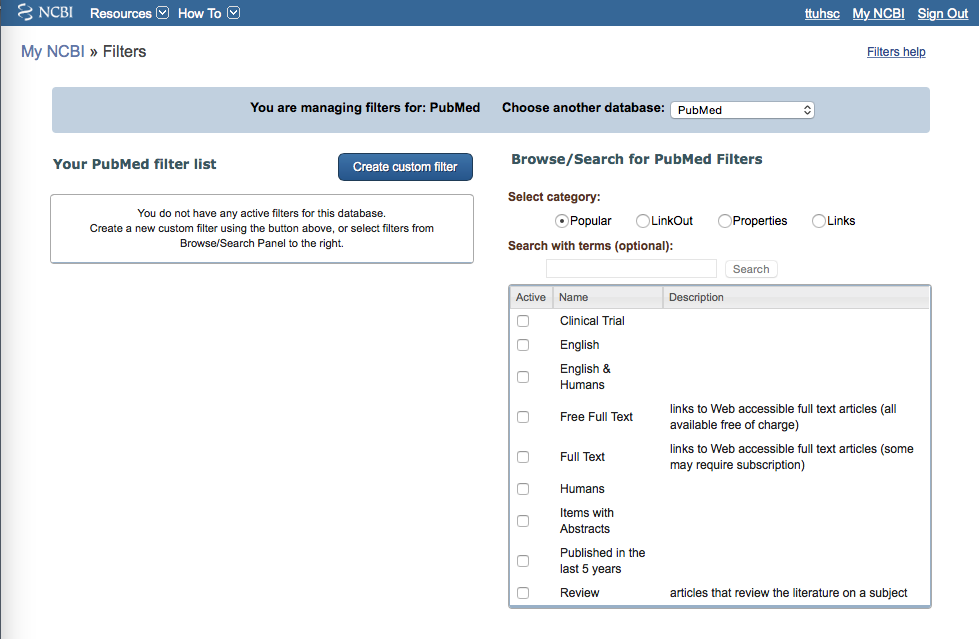 NCBI Resources How To ttuhsc My NCBI Sign Out
My NCBI » Filters Filters help
You are managing filters for: PubMed Choose another database: PubMed
Your PubMed filter list
Create custom filter
You do not have any active filters for this database.
Create a new custom filter using the button above, or select filters from
Browse/Search Panel to the right.
Browse/Search for PubMed Filters
Select category:
Popular LinkOut Properties Links
Search with terms (optional):
Search
Active Name Description
Clinical Trial
English
English &
Humans
Free Full Text
links to Web accessible full text articles (all
available free of charge)
Full Text
links to Web accessible full text articles (some
may require subscription)
Humans
Items with
Abstracts
Published in the
last 5 years
Review articles that review the literature on a subject